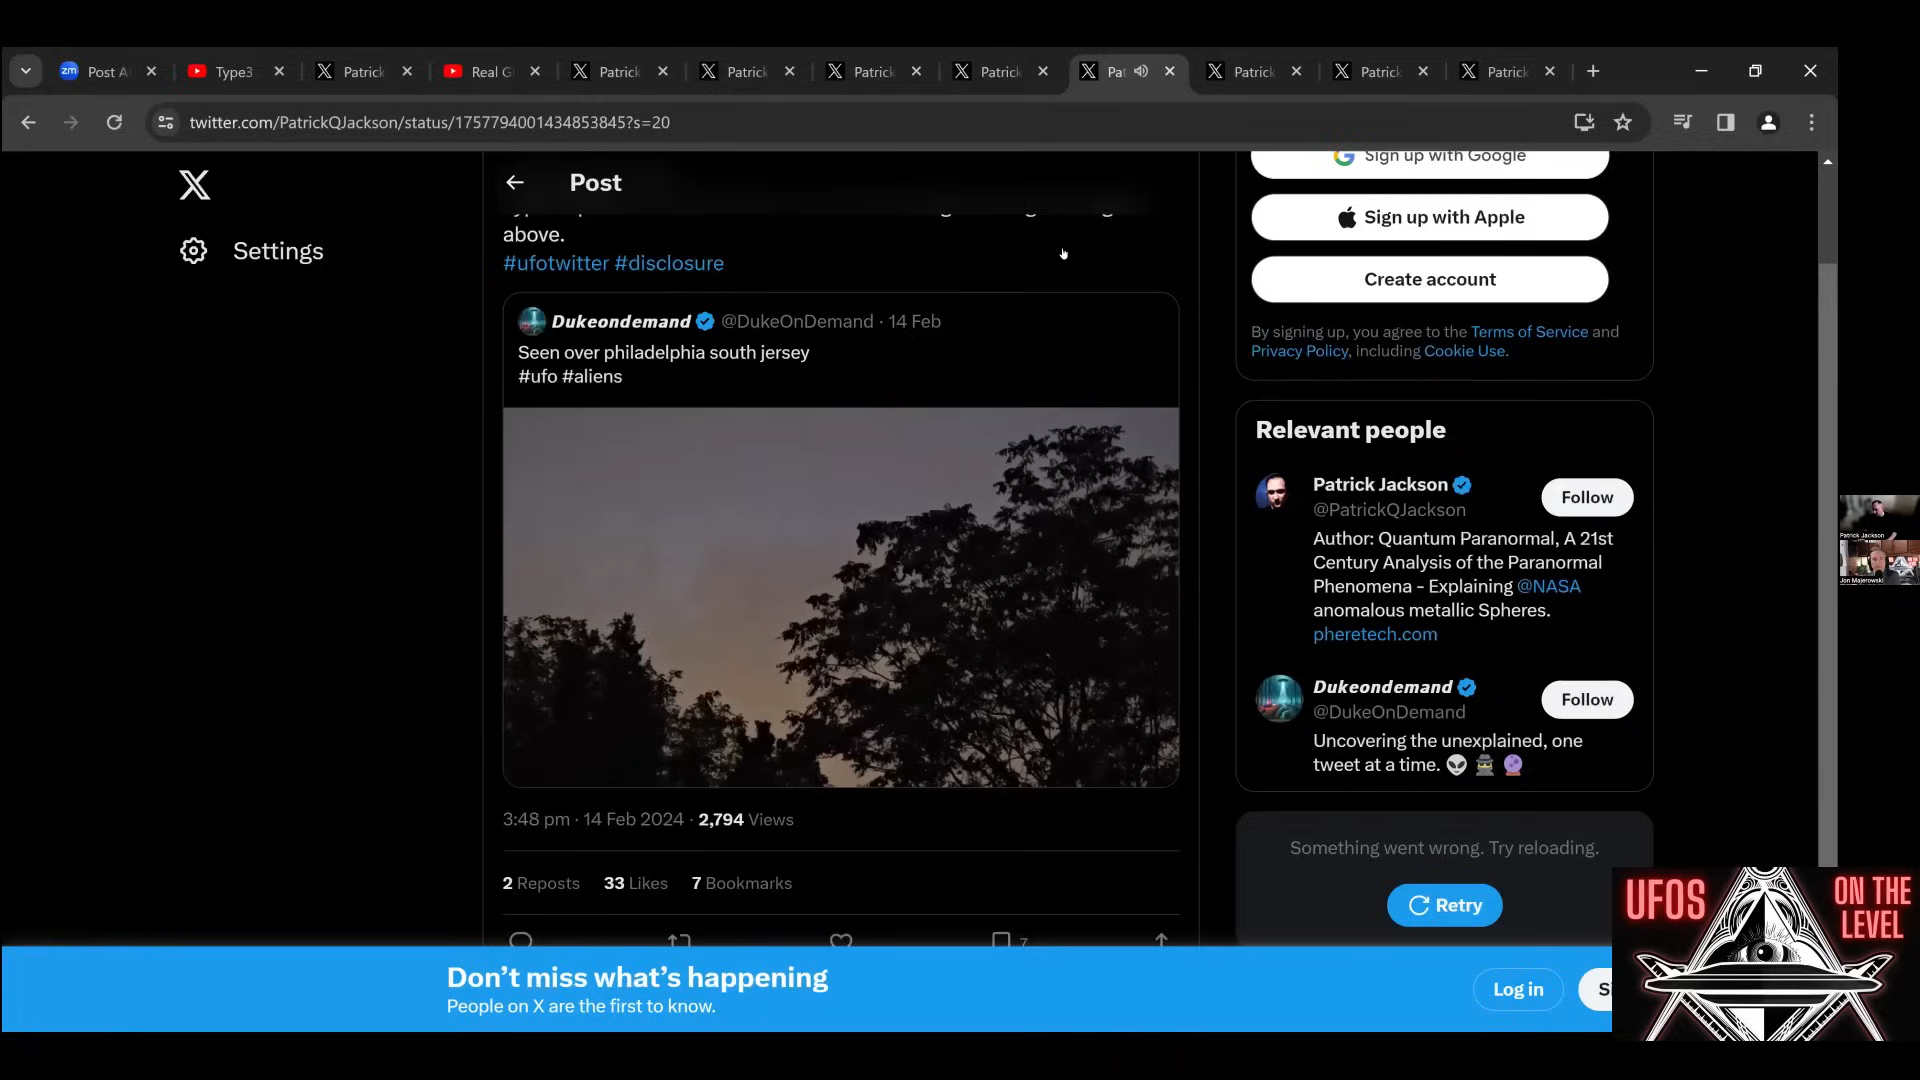 Post A
Type3
Patrick
Real G
Patrick
Patrick
Patrick
Patrick
Pat
Patrick
Patrick
Patrick
twitter.com/PatrickQJackson/status/1757794001434853845?s=20
Settings
Post
above.
#ufotwitter #disclosure
Dukeondemand @DukeOnDemand · 14 Feb
Seen over philadelphia south jersey
#ufo #aliens
3:48 pm · 14 Feb 2024 · 2,794 Views
2 Reposts 33 Likes 7 Bookmarks
7
Sign up with Google
Sign up with Apple
Create account
By signing up, you agree to the Terms of Service and
Privacy Policy, including Cookie Use.
Relevant people
Patrick Jackson
@PatrickQJackson
Follow
Author: Quantum Paranormal, A 21st
Century Analysis of the Paranormal
Phenomena - Explaining @NASA
anomalous metallic Spheres.
pheretech.com
Dukeondemand
@DukeOnDemand
Follow
Uncovering the unexplained, one
tweet at a time.
Something went wrong. Try reloading.
Retry
Patrick Jackson
Jon Majerowski
Don't miss what's happening
People on X are the first to know.
Log in
Si
UFOS ON THE
LEVEL